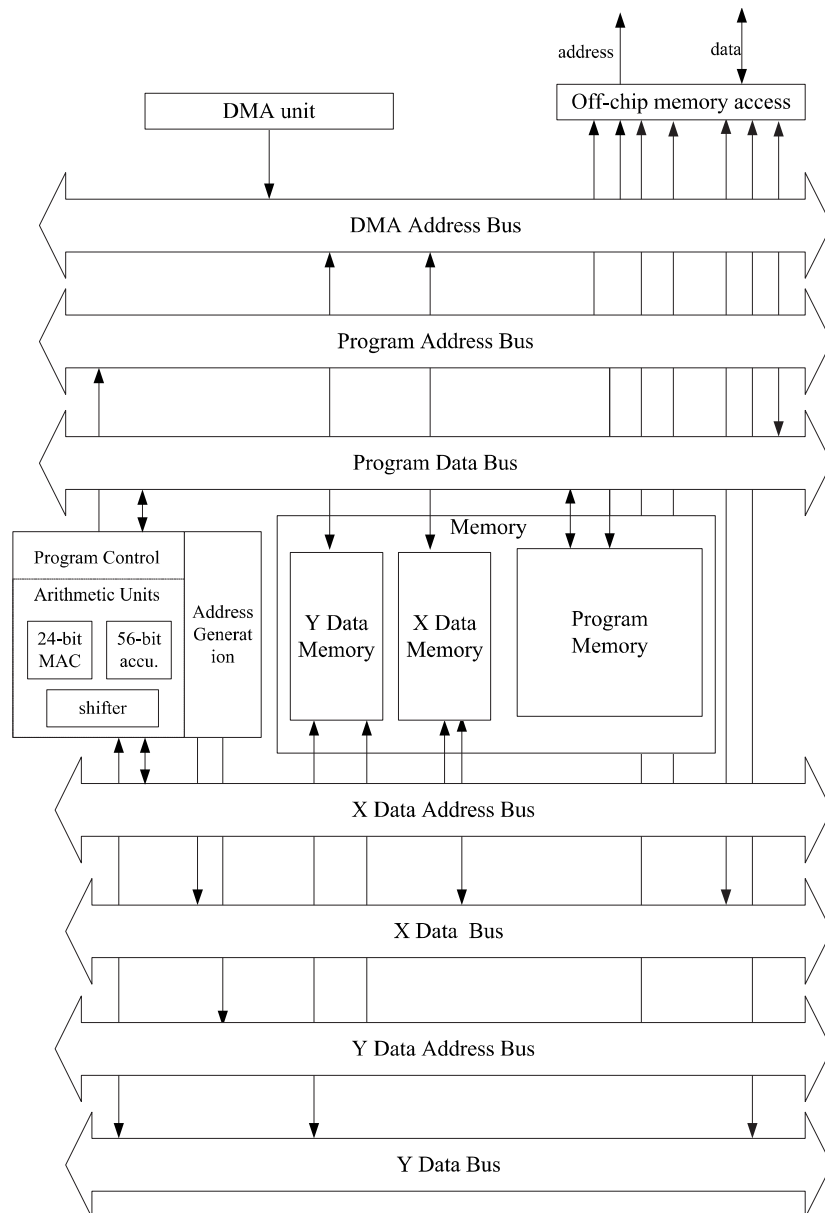 address
data
Off-chip memory access
DMA unit
DMA Address Bus
Program Address Bus
Program Data Bus
Memory
Program Control
Arithmetic Units
24-bit
MAC
56-bit
accu.
shifter
Address
Generat
ion
Y Data
Memory
X Data
Memory
Program
Memory
X Data Address Bus
X Data Bus
Y Data Address Bus
Y Data Bus